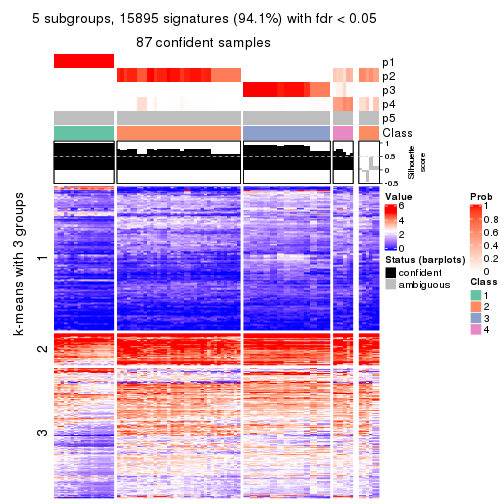 5 subgroups, 15895 signatures (94.1%) with fdr < 0.05
87 confident samples
p1
p2
p3
p4
p5
Class
1
0.5
0
-0.5
Silhouette
score
k-means with 3 groups
1
2
3
Value
6
4
2
0
Status (barplots)
confident
ambiguous
Prob
1
0.8
0.6
0.4
0.2
0
Class
1
2
3
4